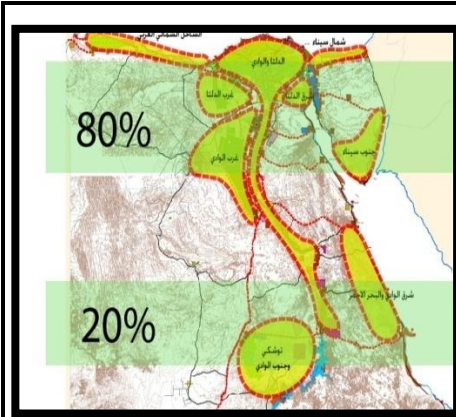 الساحل الشمالي الغربي
شمال سيناء
الدلتا والوادي
غرب الدلتا
شرق الدلتا
80%
غرب الوادي
جنوب سيناء
شرق الوادي والبحر الأحمر
20%
توشكي
وجنوب الوادي